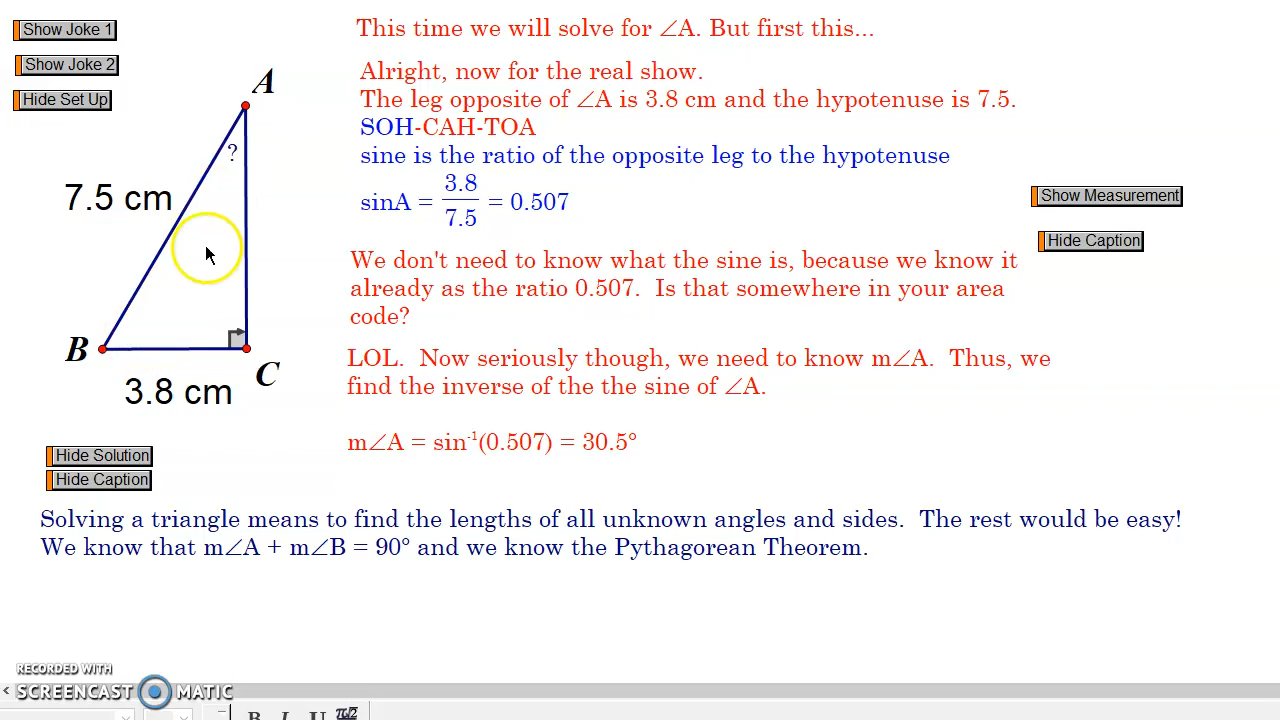 Show Joke 1
Show Joke 2
Hide Set Up
This time we will solve for ∠A. But first this...
Alright, now for the real show.
The leg opposite of ∠A is 3.8 cm and the hypotenuse is 7.5.
SOH-CAH-TOA
sine is the ratio of the opposite leg to the hypotenuse
sinA = 3.8/7.5 = 0.507
A
?
7.5 cm
B
C
3.8 cm
Show Measurement
Hide Caption
We don't need to know what the sine is, because we know it
already as the ratio 0.507. Is that somewhere in your area
code?
LOL. Now seriously though, we need to know m∠A. Thus, we
find the inverse of the the sine of ∠A.
m∠A = sin⁻¹(0.507) = 30.5°
Hide Solution
Hide Caption
Solving a triangle means to find the lengths of all unknown angles and sides. The rest would be easy!
We know that m∠A + m∠B = 90° and we know the Pythagorean Theorem.
RECORDED WITH
SCREENCAST MATIC
B I U